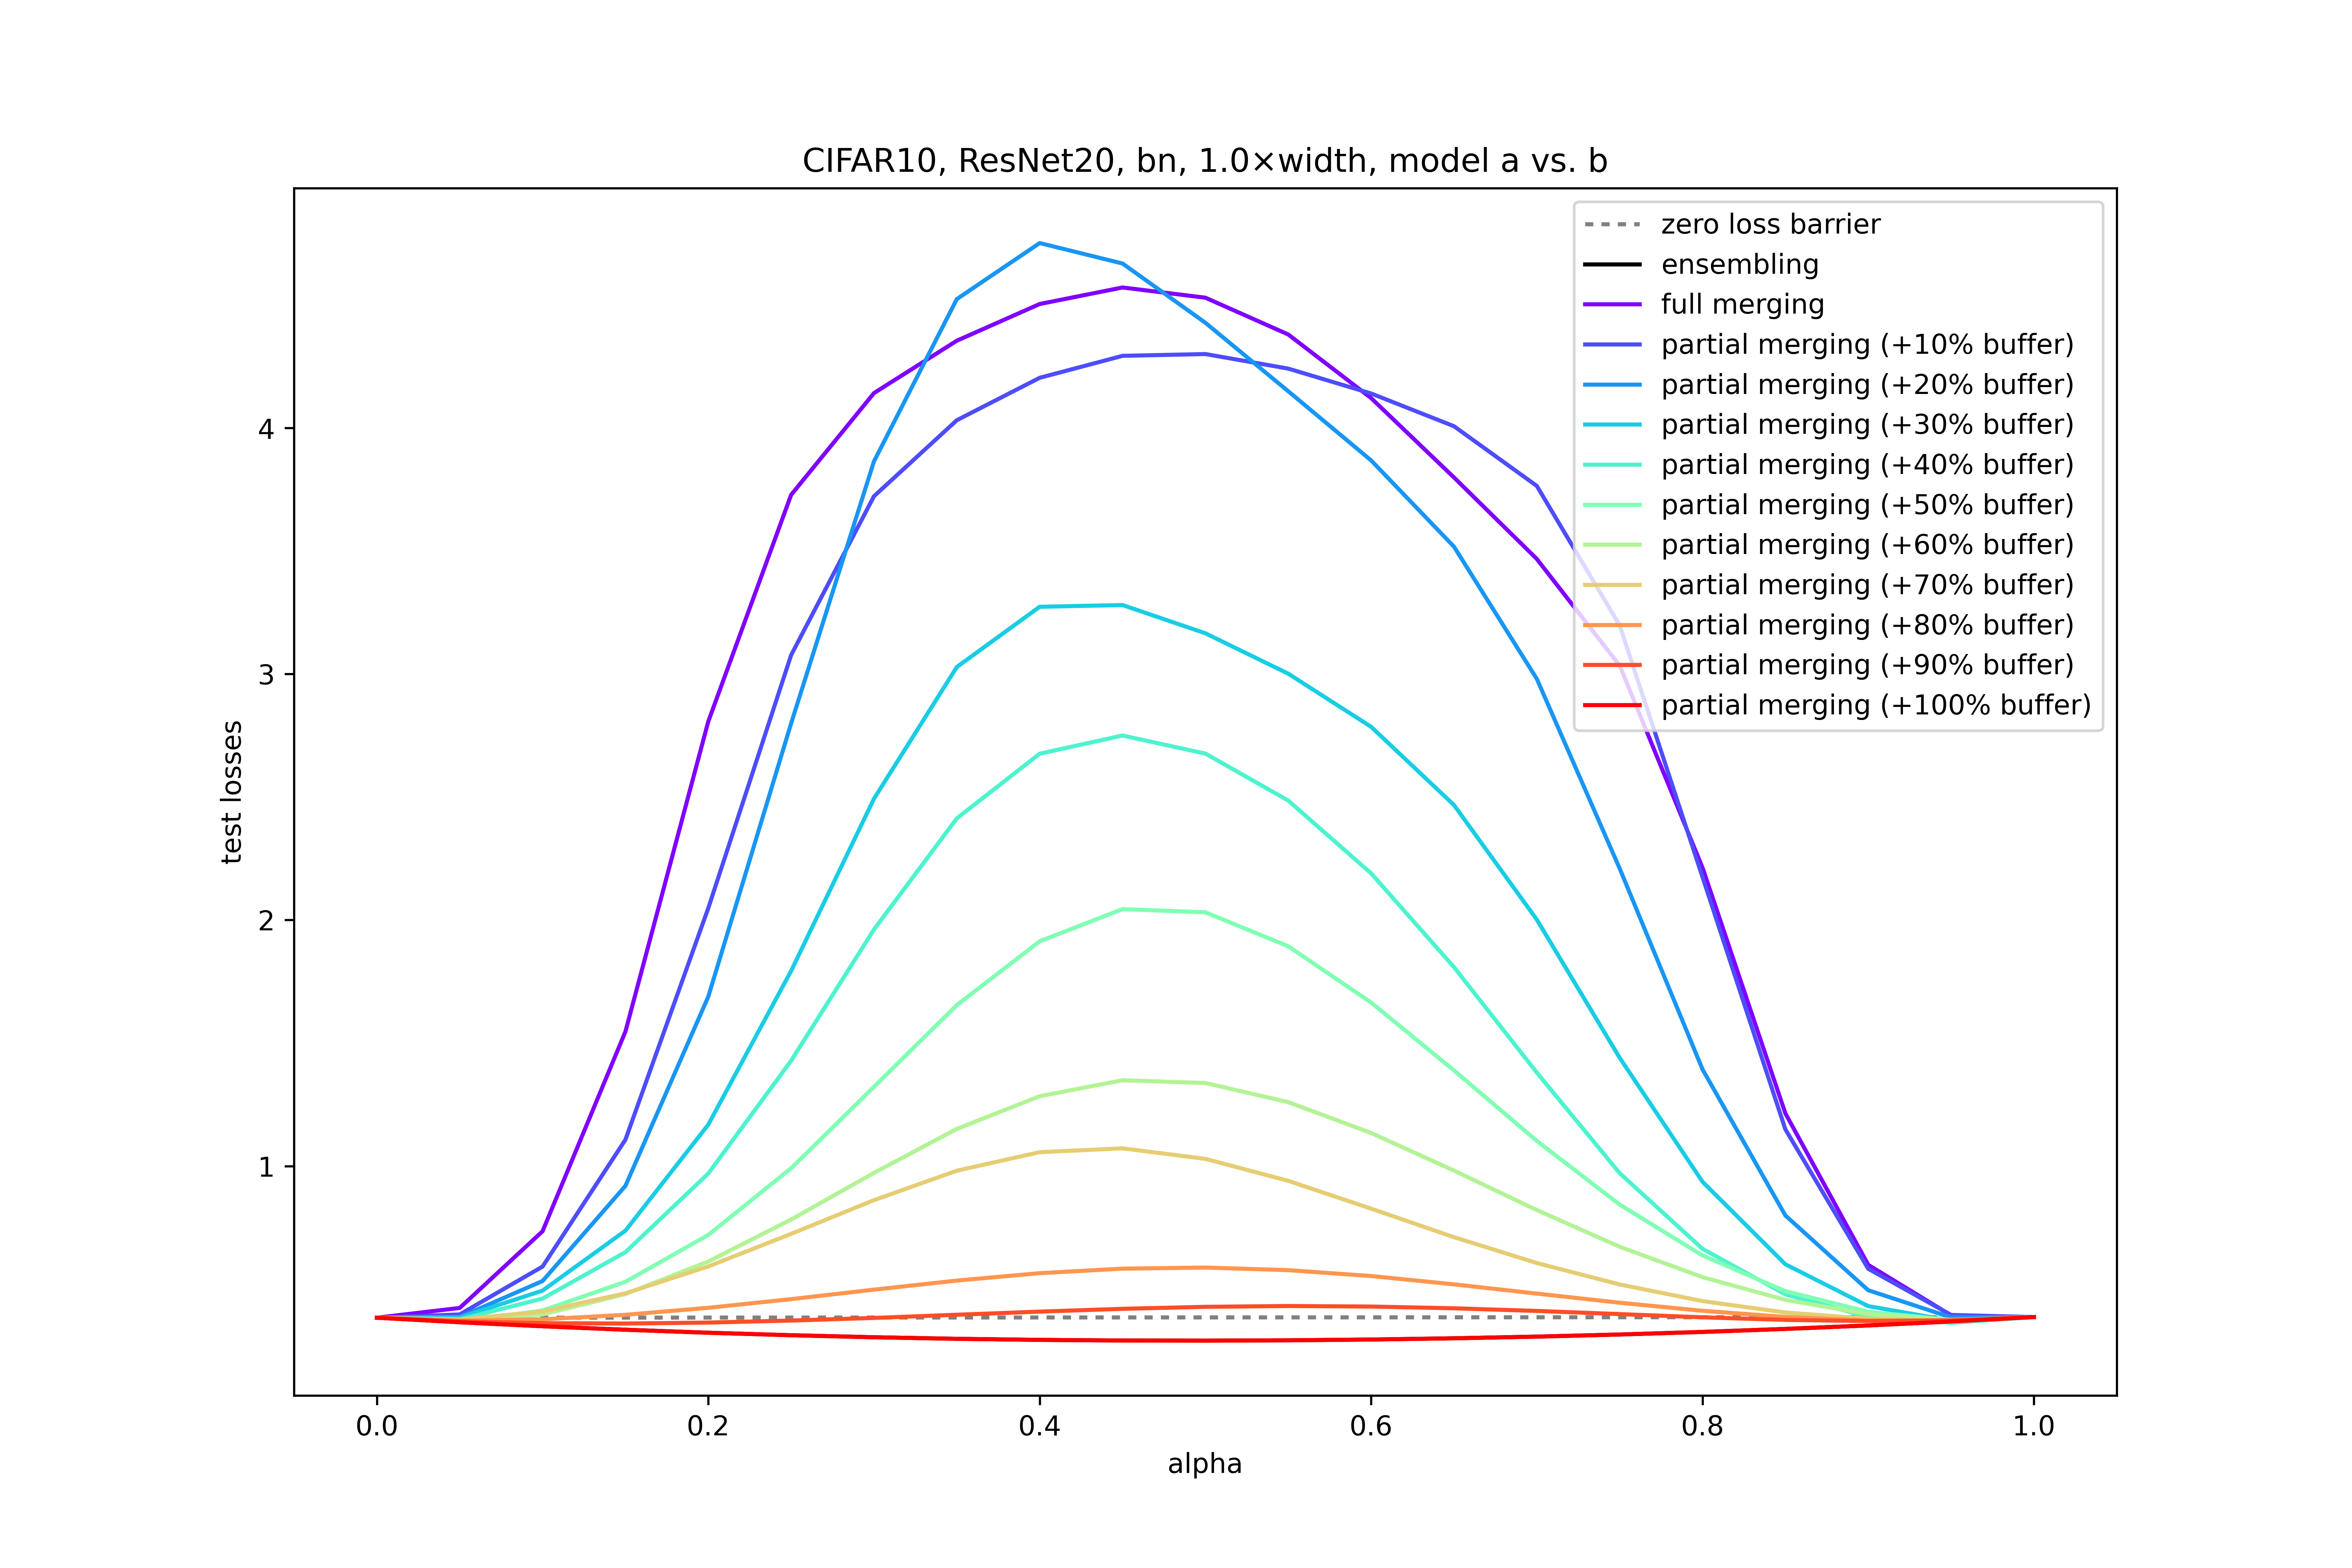 CIFAR10, ResNet20, bn, 1.0×width, model a vs. b
zero loss barrier
ensembling
full merging
partial merging (+10% buffer)
partial merging (+20% buffer)
partial merging (+30% buffer)
partial merging (+40% buffer)
partial merging (+50% buffer)
partial merging (+60% buffer)
partial merging (+70% buffer)
partial merging (+80% buffer)
partial merging (+90% buffer)
partial merging (+100% buffer)
4
3
2
1
test losses
0.0
0.2
0.4
0.6
0.8
1.0
alpha